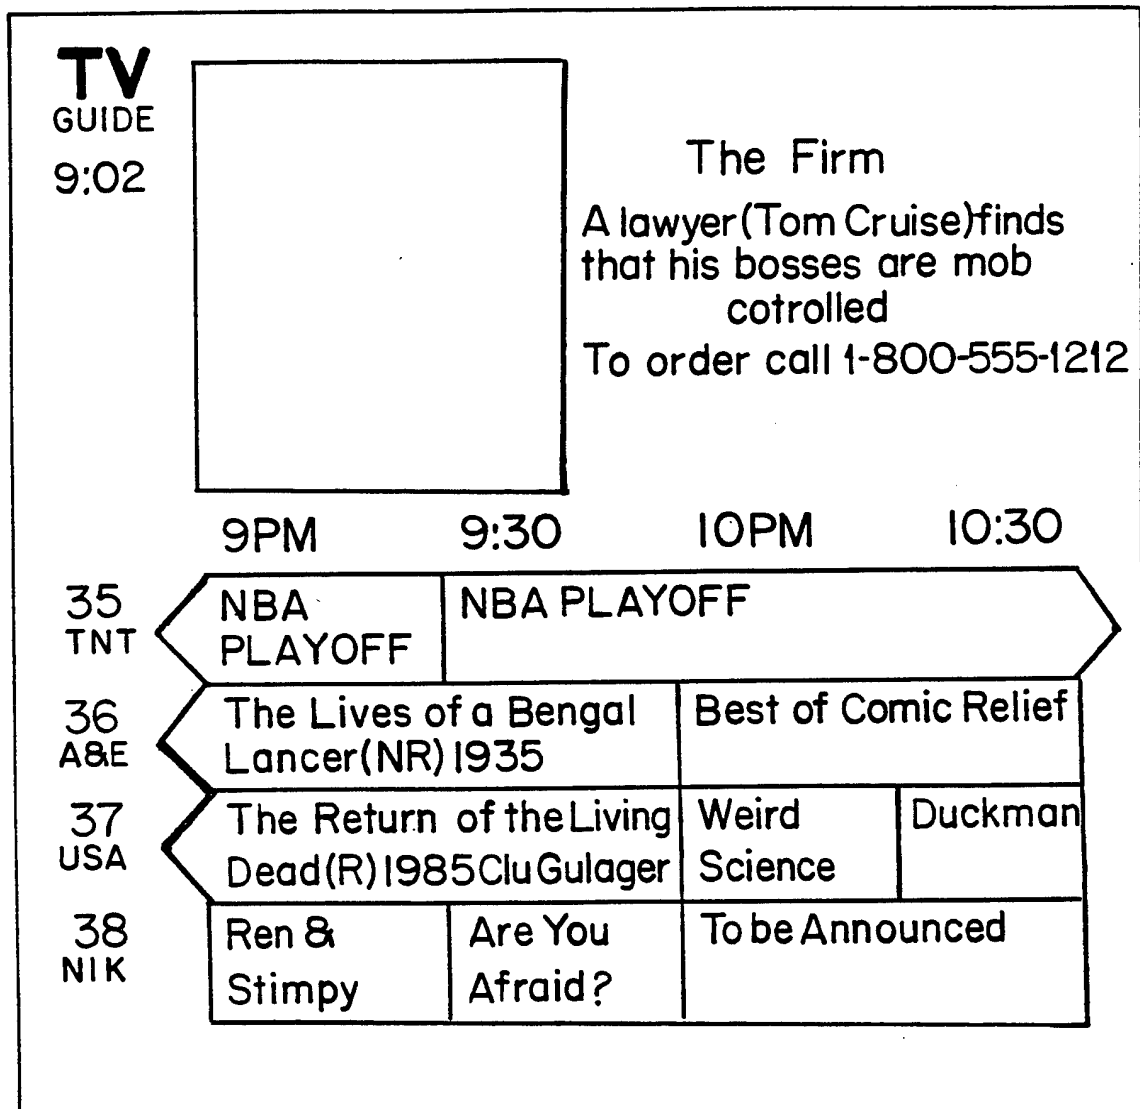 TV
GUIDE
9:02
The Firm
A lawyer (Tom Cruise) finds
that his bosses are mob
cotrolled
To order call 1-800-555-1212
9PM 9:30 10PM 10:30
35
TNT
NBA
PLAYOFF
NBA PLAYOFF
36
A&E
The Lives of a Bengal
Lancer (NR) 1935
Best of Comic Relief
37
USA
The Return of the Living
Dead (R) 1985 Clu Gulager
Weird
Science
Duckman
38
NIK
Ren &
Stimpy
Are You
Afraid?
To be Announced